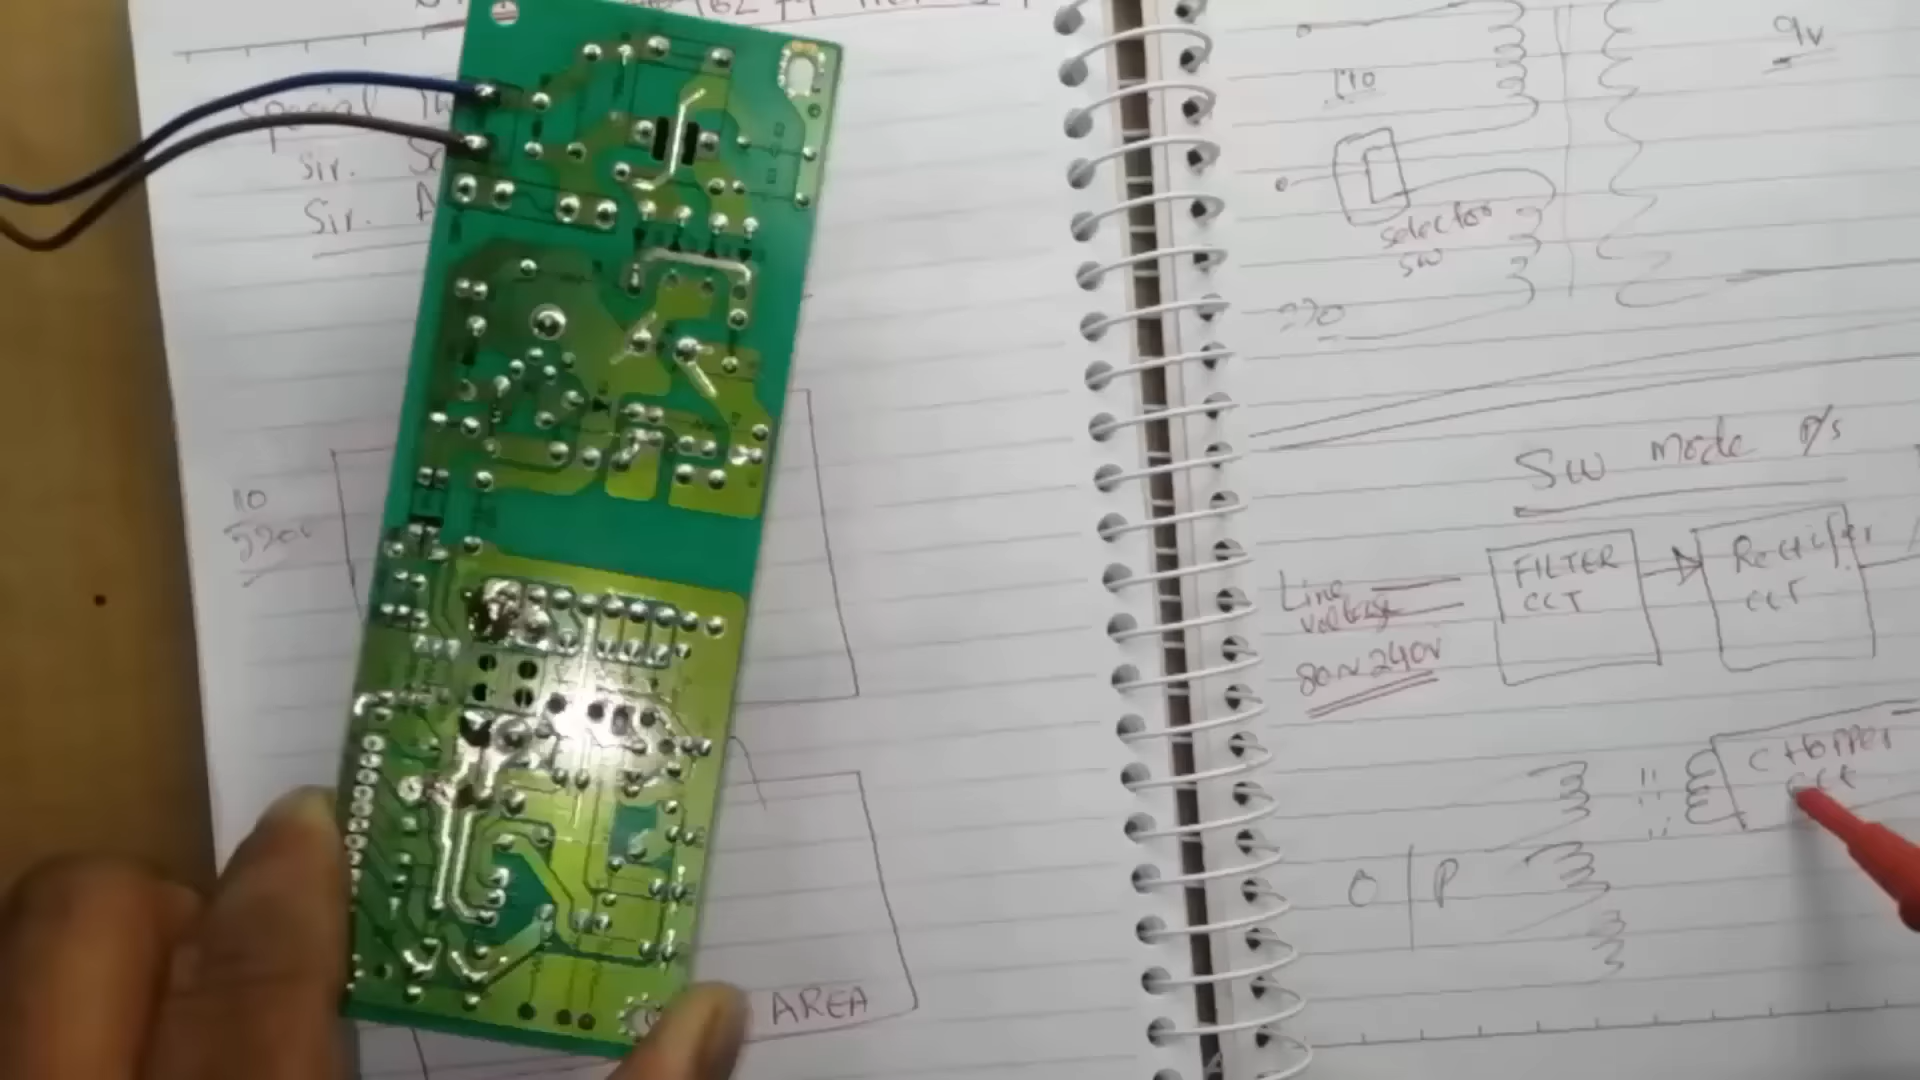 Special
Sir.
Sir. A
110
220v
AREA
110
9v
selector
SW
220
SW mode P/S
Line
voltage
80~240V
FILTER
CCT
Rectifier
CCT
CHOPPER
CCT
O/P